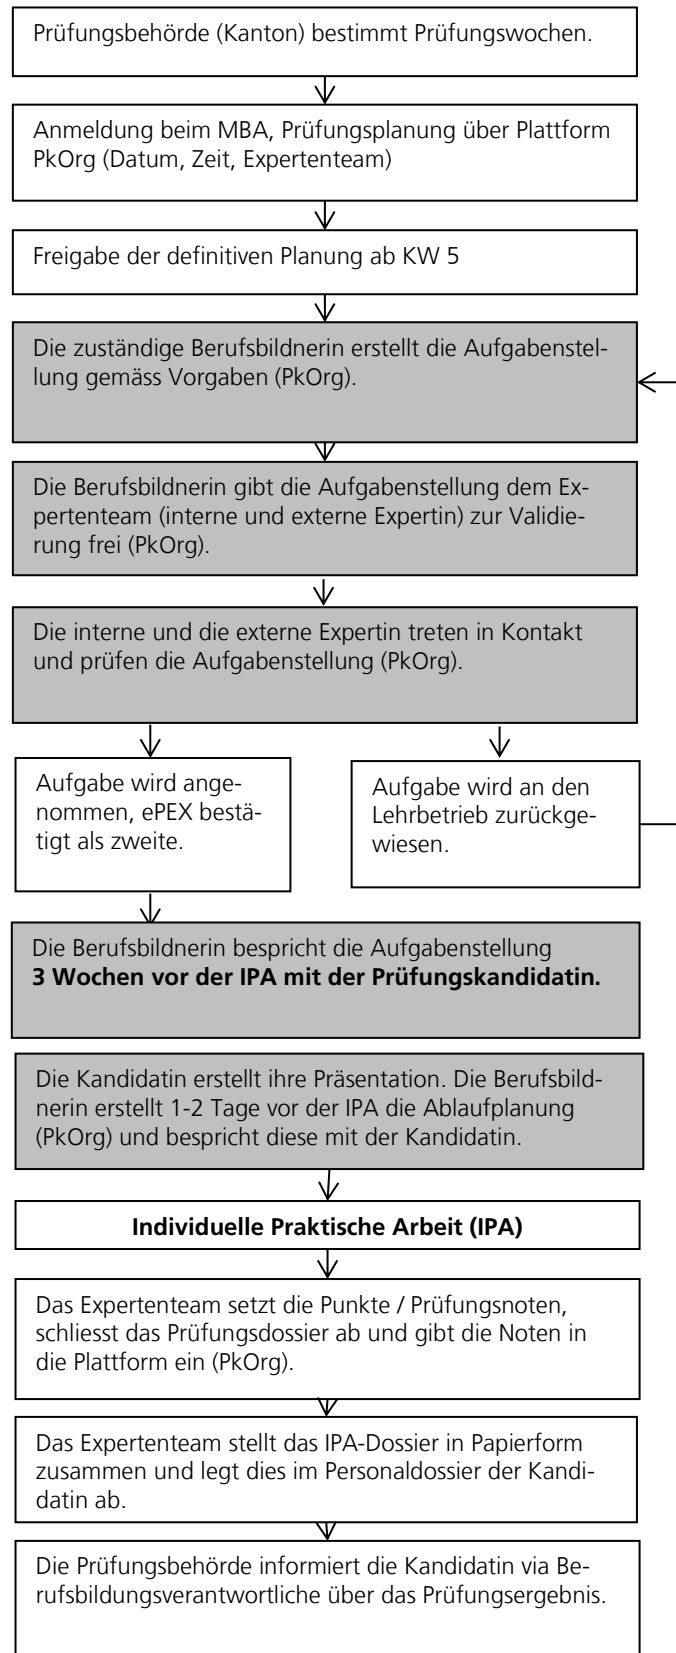 Prüfungsbehörde (Kanton) bestimmt Prüfungswochen.
Anmeldung beim MBA, Prüfungsplanung über Plattform
PkOrg (Datum, Zeit, Expertenteam)
Freigabe der definitiven Planung ab KW 5
Die zuständige Berufsbildnerin erstellt die Aufgabenstel-
lung gemäss Vorgaben (PkOrg).
Die Berufsbildnerin gibt die Aufgabenstellung dem Ex-
pertenteam (interne und externe Expertin) zur Validie-
rung frei (PkOrg).
Die interne und die externe Expertin treten in Kontakt
und prüfen die Aufgabenstellung (PkOrg).
Aufgabe wird ange-
nommen, ePEX bestä-
tigt als zweite.
Aufgabe wird an den
Lehrbetrieb zurückge-
wiesen.
Die Berufsbildnerin bespricht die Aufgabenstellung
3 Wochen vor der IPA mit der Prüfungskandidatin.
Die Kandidatin erstellt ihre Präsentation. Die Berufsbild-
nerin erstellt 1-2 Tage vor der IPA die Ablaufplanung
(PkOrg) und bespricht diese mit der Kandidatin.
Individuelle Praktische Arbeit (IPA)
Das Expertenteam setzt die Punkte / Prüfungsnoten,
schliesst das Prüfungsdossier ab und gibt die Noten in
die Plattform ein (PkOrg).
Das Expertenteam stellt das IPA-Dossier in Papierform
zusammen und legt dies im Personaldossier der Kandi-
datin ab.
Die Prüfungsbehörde informiert die Kandidatin via Be-
rufsbildungsverantwortliche über das Prüfungsergebnis.